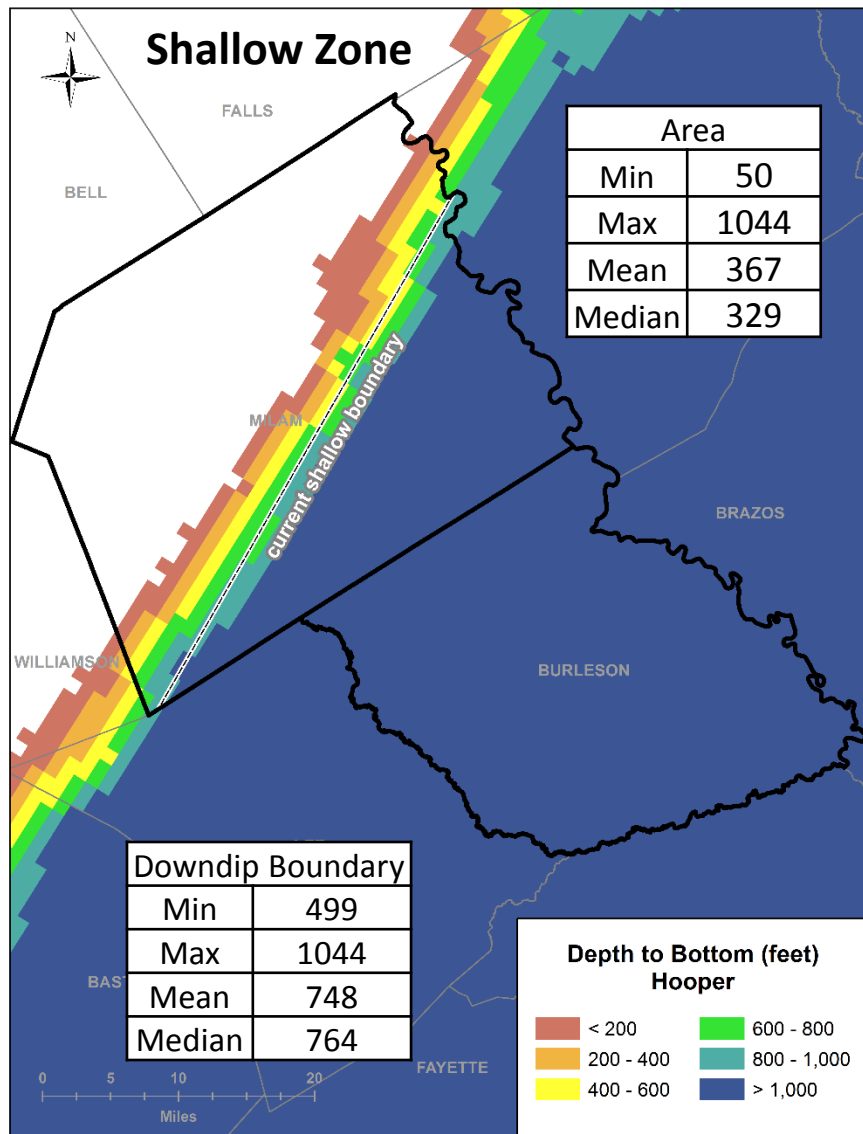 Shallow Zone
N
FALLS
BELL
Area
Min 50
Max 1044
Mean 367
Median 329
MILAM
current shallow boundary
BRAZOS
WILLIAMSON
BURLESON
Downdip Boundary
Min 499
Max 1044
Mean 748
Median 764
BAST
FAYETTE
0 5 10 20
Miles
Depth to Bottom (feet)
Hooper
< 200
200 - 400
400 - 600
600 - 800
800 - 1,000
> 1,000